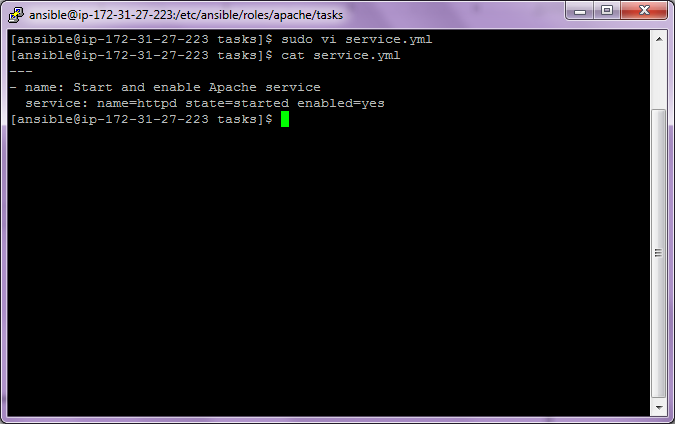 ansible@ip-172-31-27-223:/etc/ansible/roles/apache/tasks
[ansible@ip-172-31-27-223 tasks]$ sudo vi service.yml
[ansible@ip-172-31-27-223 tasks]$ cat service.yml
---
- name: Start and enable Apache service
  service: name=httpd state=started enabled=yes
[ansible@ip-172-31-27-223 tasks]$